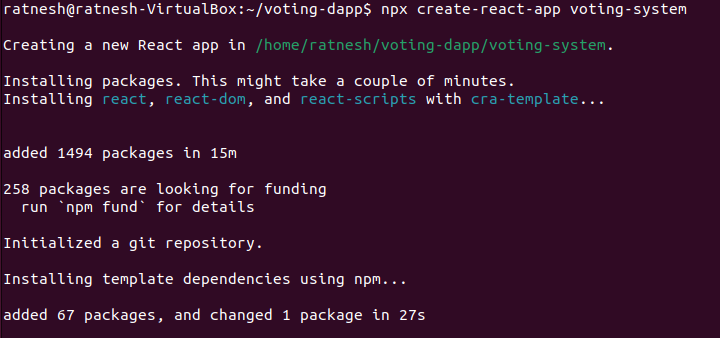 ratnesh@ratnesh-VirtualBox:~/voting-dapp$ npx create-react-app voting-system
Creating a new React app in /home/ratnesh/voting-dapp/voting-system.
Installing packages. This might take a couple of minutes.
Installing react, react-dom, and react-scripts with cra-template...
added 1494 packages in 15m
258 packages are looking for funding
  run `npm fund` for details
Initialized a git repository.
Installing template dependencies using npm...
added 67 packages, and changed 1 package in 27s